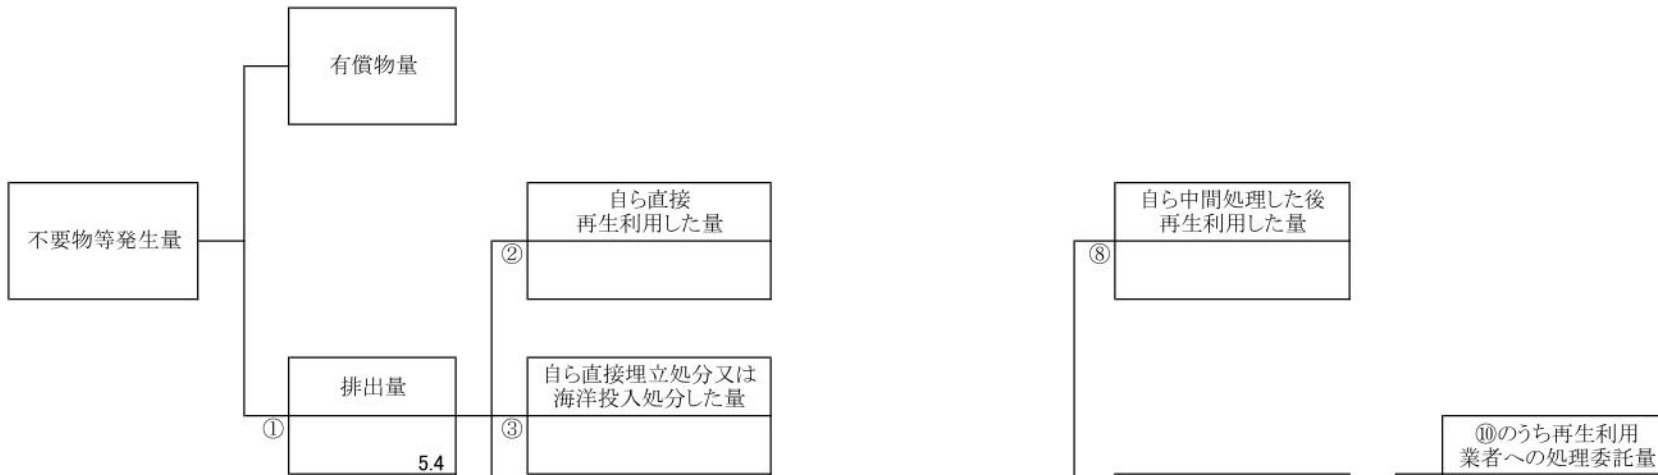 有償物量
不要物等発生量
自ら直接
再生利用した量
②
自ら中間処理した後
再生利用した量
⑧
排出量
①
5.4
自ら直接埋立処分又は
海洋投入処分した量
③
⑩のうち再生利用
業者への処理委託量